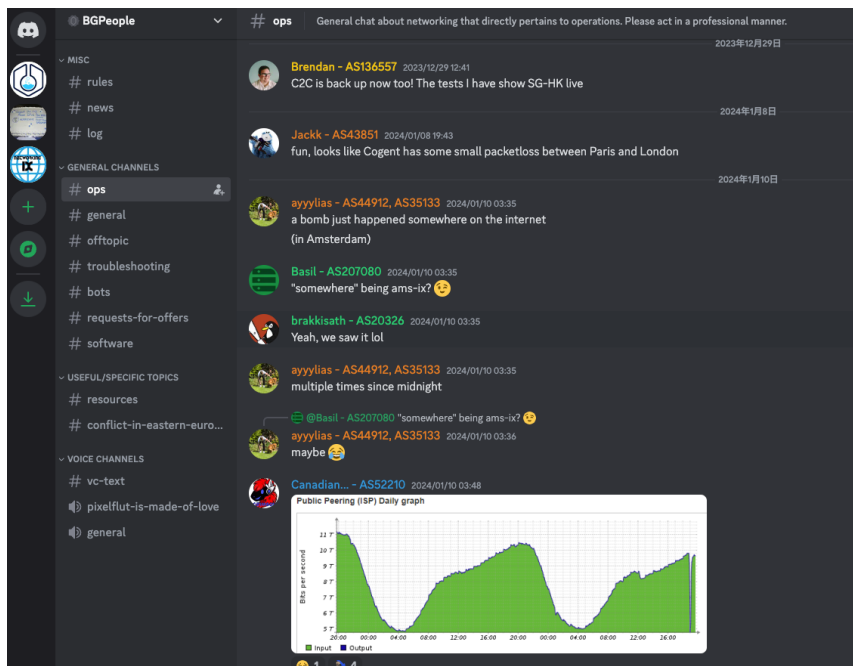 BGPeople
# ops
General chat about networking that directly pertains to operations. Please act in a professional manner.
MISC
# rules
# news
# log
GENERAL CHANNELS
# ops
# general
# offtopic
# troubleshooting
# bots
# requests-for-offers
# software
USEFUL/SPECIFIC TOPICS
# resources
# conflict-in-eastern-euro...
VOICE CHANNELS
# vc-text
pixelflut-is-made-of-love
general
2023年12月29日
Brendan - AS136557 2023/12/29 12:41
C2C is back up now too! The tests I have show SG-HK live
2024年1月8日
Jackk - AS43851 2024/01/08 19:43
fun, looks like Cogent has some small packetloss between Paris and London
2024年1月10日
ayyylias - AS44912, AS35133 2024/01/10 03:35
a bomb just happened somewhere on the internet
(in Amsterdam)
Basil - AS207080 2024/01/10 03:35
"somewhere" being ams-ix? 😉
brakkisath - AS20326 2024/01/10 03:35
Yeah, we saw it lol
ayyylias - AS44912, AS35133 2024/01/10 03:35
multiple times since midnight
@Basil - AS207080 "somewhere" being ams-ix? 😉
ayyylias - AS44912, AS35133 2024/01/10 03:36
maybe 😂
Canadian... - AS52210 2024/01/10 03:48
Public Peering (ISP) Daily graph
Bits per second
11 T
10 T
9 T
8 T
7 T
6 T
5 T
20:00 00:00 04:00 08:00 12:00 16:00 20:00 00:00 04:00 08:00 12:00 16:00
Input Output